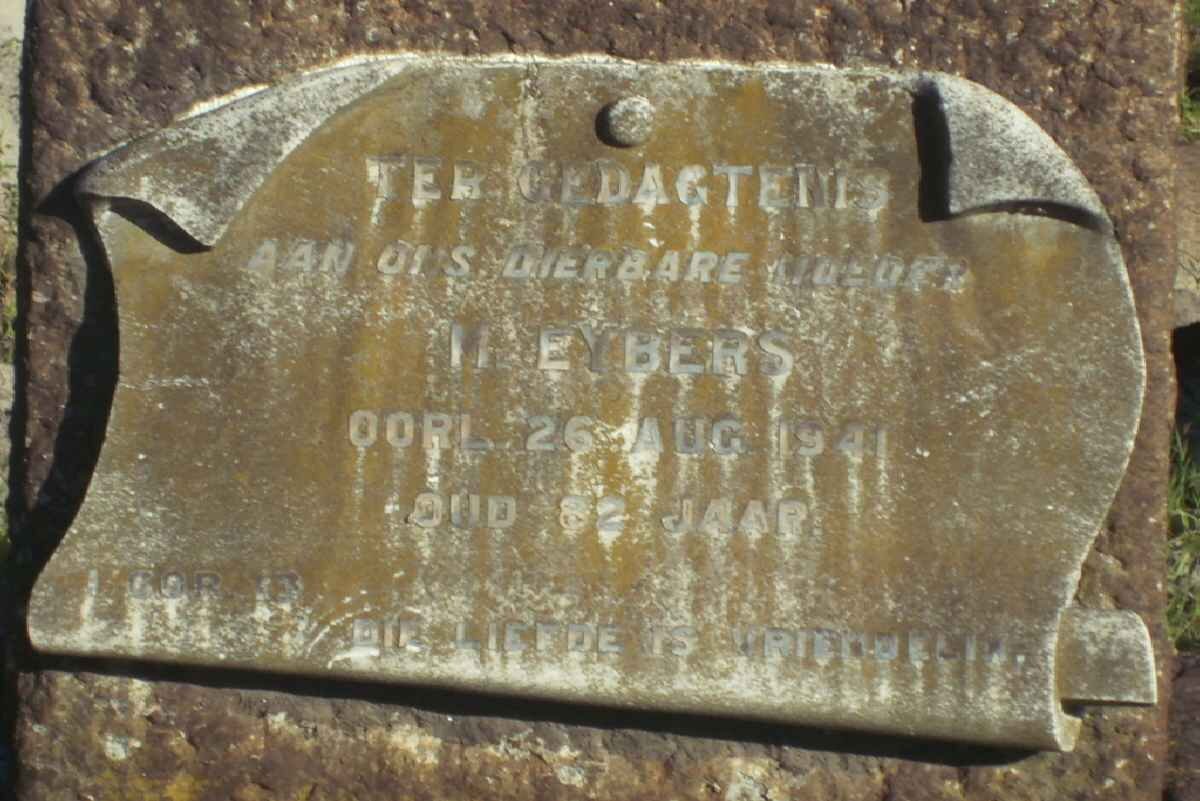 TER GEDAGTENIS
AAN ONS DIERBARE MOEDER
M. EYBERS
OORL. 26 AUG. 1941
OUD 82 JAAR.
1 COR. 13
DIE LIEFDE IS VRIENDELIK.